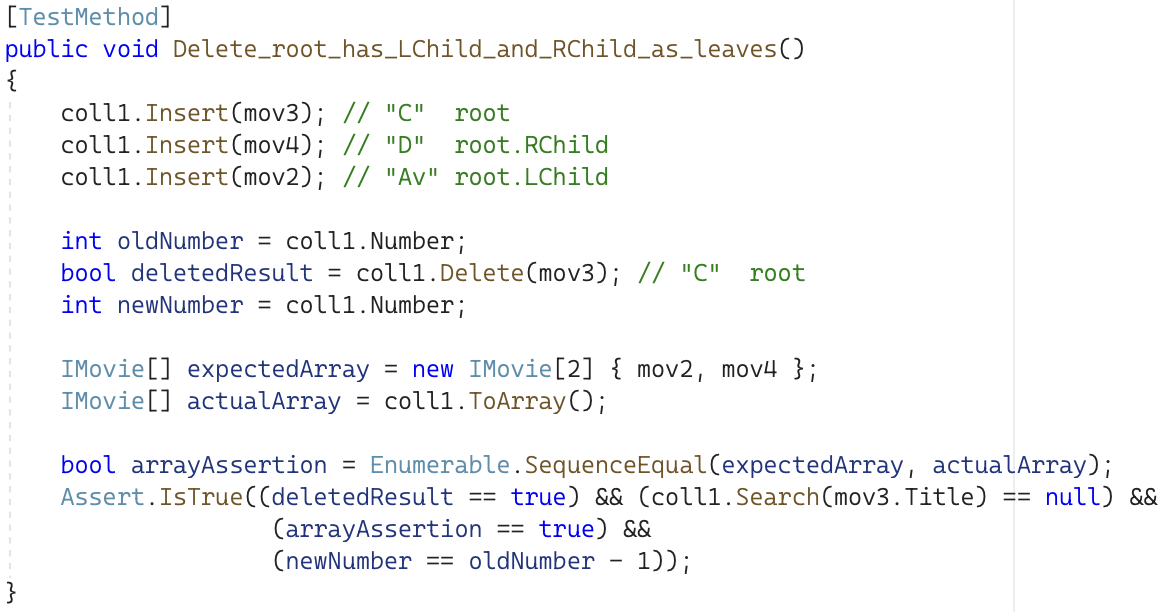 [TestMethod]
public void Delete_root_has_LChild_and_RChild_as_leaves()
{
    coll1.Insert(mov3); // "C"  root
    coll1.Insert(mov4); // "D"  root.RChild
    coll1.Insert(mov2); // "Av" root.LChild

    int oldNumber = coll1.Number;
    bool deletedResult = coll1.Delete(mov3); // "C"  root
    int newNumber = coll1.Number;

    IMovie[] expectedArray = new IMovie[2] { mov2, mov4 };
    IMovie[] actualArray = coll1.ToArray();

    bool arrayAssertion = Enumerable.SequenceEqual(expectedArray, actualArray);
    Assert.IsTrue((deletedResult == true) && (coll1.Search(mov3.Title) == null) &&
                   (arrayAssertion == true) &&
                   (newNumber == oldNumber - 1));
}